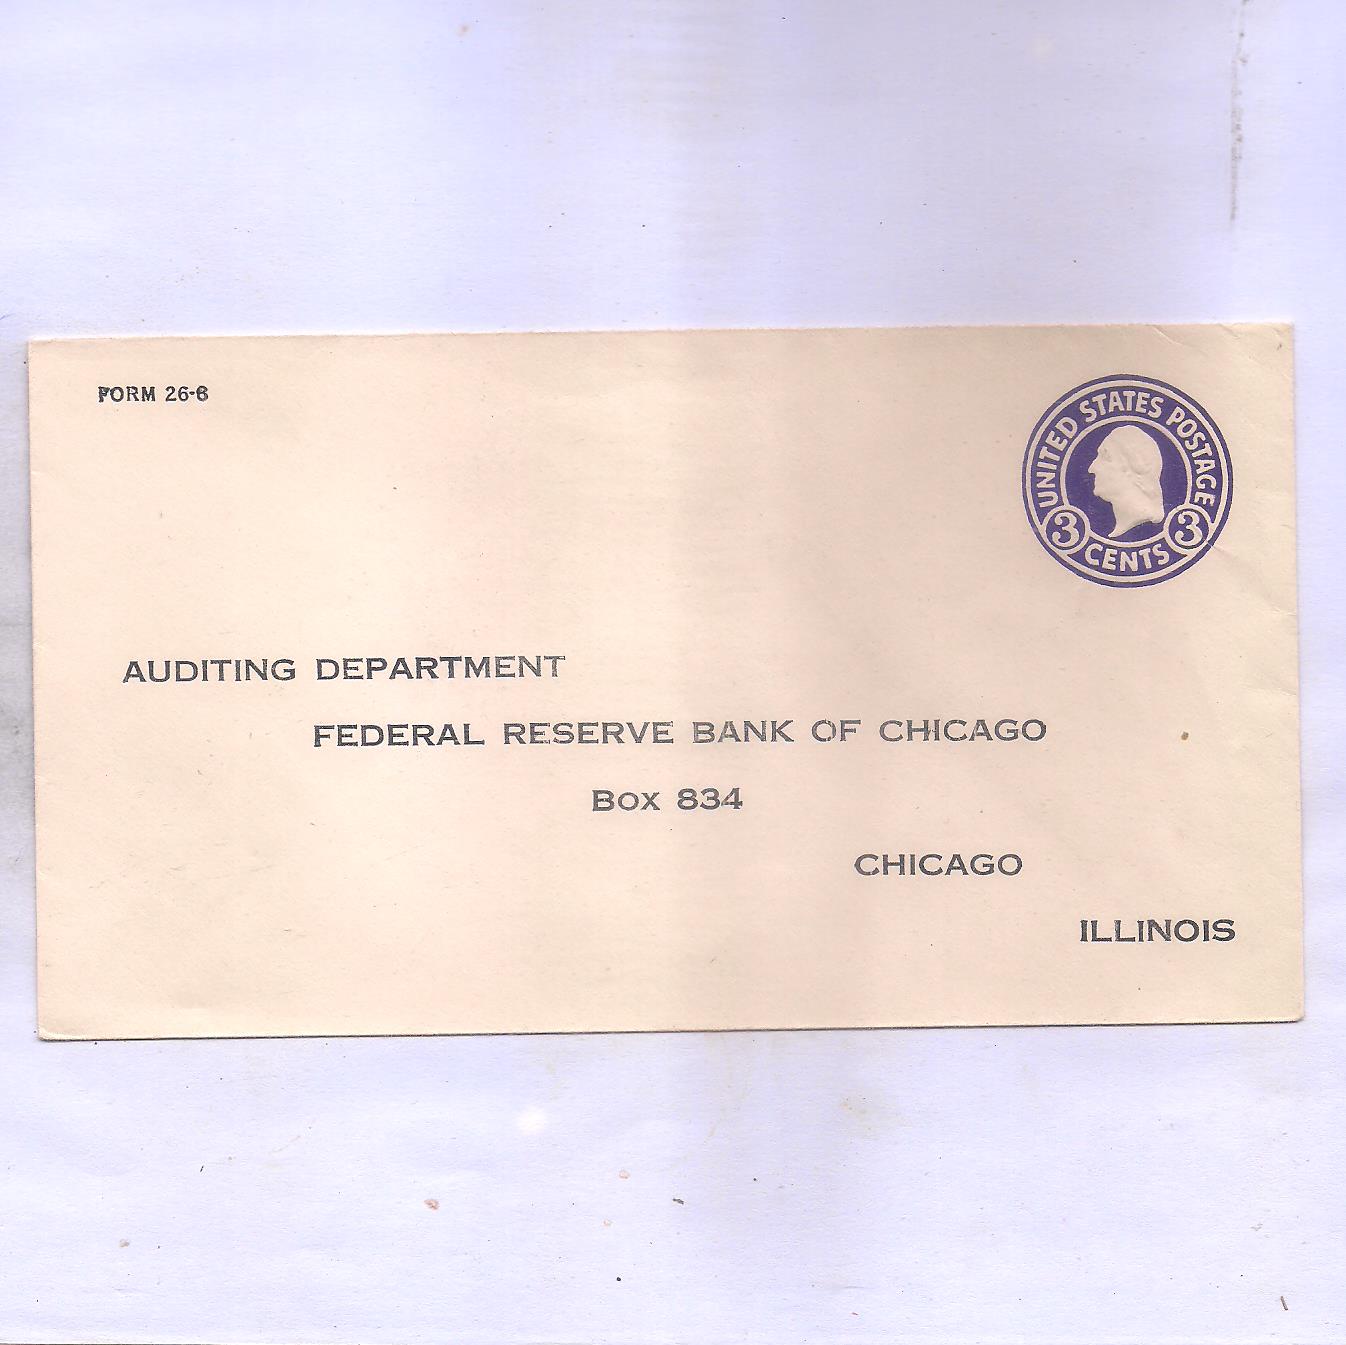 FORM 26-6
UNITED STATES POSTAGE
3 CENTS 3
AUDITING DEPARTMENT
FEDERAL RESERVE BANK OF CHICAGO
BOX 834
CHICAGO
ILLINOIS